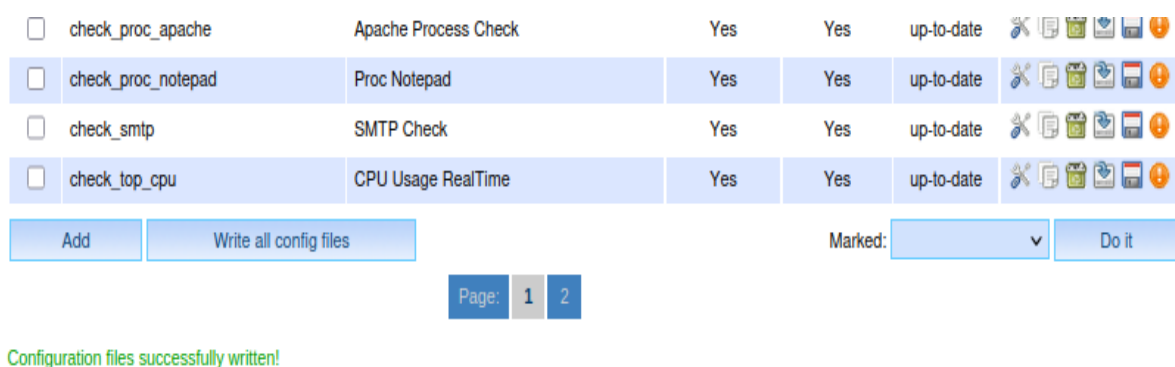 check_proc_apache Apache Process Check Yes Yes up-to-date
check_proc_notepad Proc Notepad Yes Yes up-to-date
check_smtp SMTP Check Yes Yes up-to-date
check_top_cpu CPU Usage RealTime Yes Yes up-to-date
Add Write all config files Marked: Do it
Page: 1 2
Configuration files successfully written!